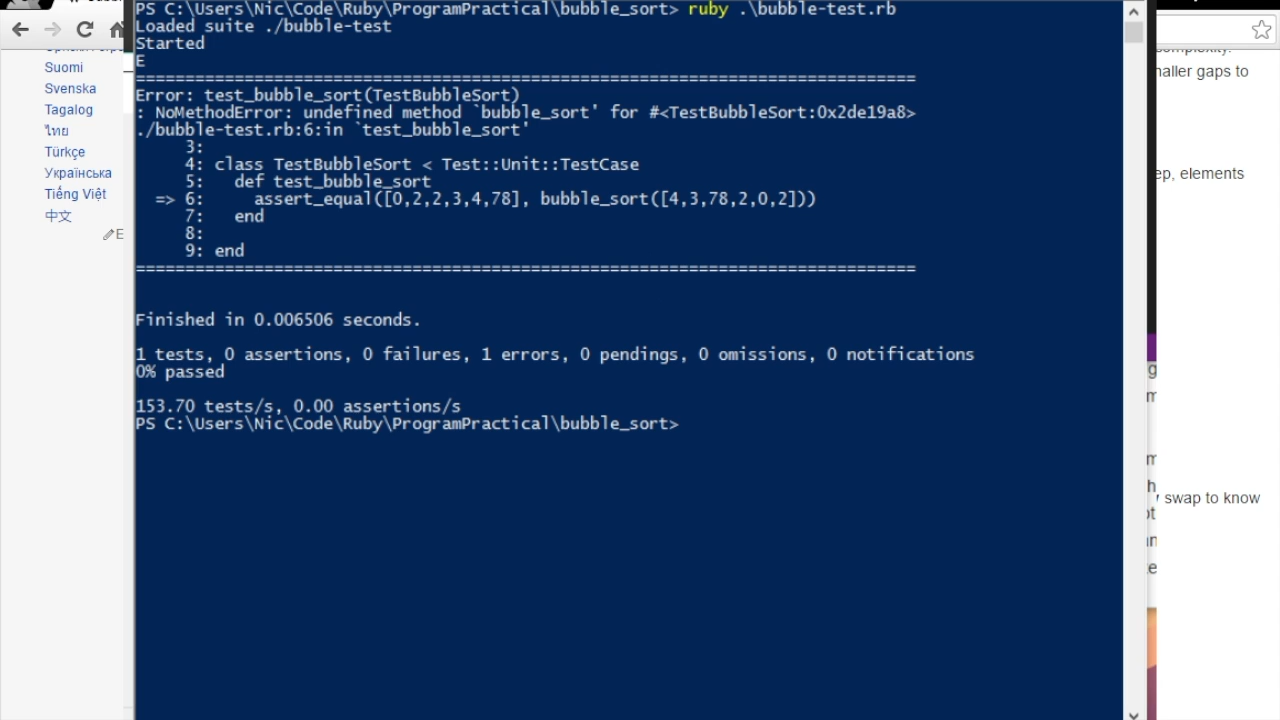 PS C:\Users\Nic\Code\Ruby\ProgramPractical\bubble_sort> ruby .\bubble-test.rb
Loaded suite ./bubble-test
Started
E
===============================================================================
Error: test_bubble_sort(TestBubbleSort)
: NoMethodError: undefined method `bubble_sort' for #<TestBubbleSort:0x2de19a8>
./bubble-test.rb:6:in `test_bubble_sort'
3:
4: class TestBubbleSort < Test::Unit::TestCase
5: def test_bubble_sort
=> 6: assert_equal([0,2,2,3,4,78], bubble_sort([4,3,78,2,0,2]))
7: end
8:
9: end
===============================================================================
Finished in 0.006506 seconds.
1 tests, 0 assertions, 0 failures, 1 errors, 0 pendings, 0 omissions, 0 notifications
0% passed
153.70 tests/s, 0.00 assertions/s
PS C:\Users\Nic\Code\Ruby\ProgramPractical\bubble_sort>
Suomi
Svenska
Tagalog
ไทย
Türkçe
Українська
Tiếng Việt
中文
E
complexity.
naller gaps to
ep, elements
swap to know